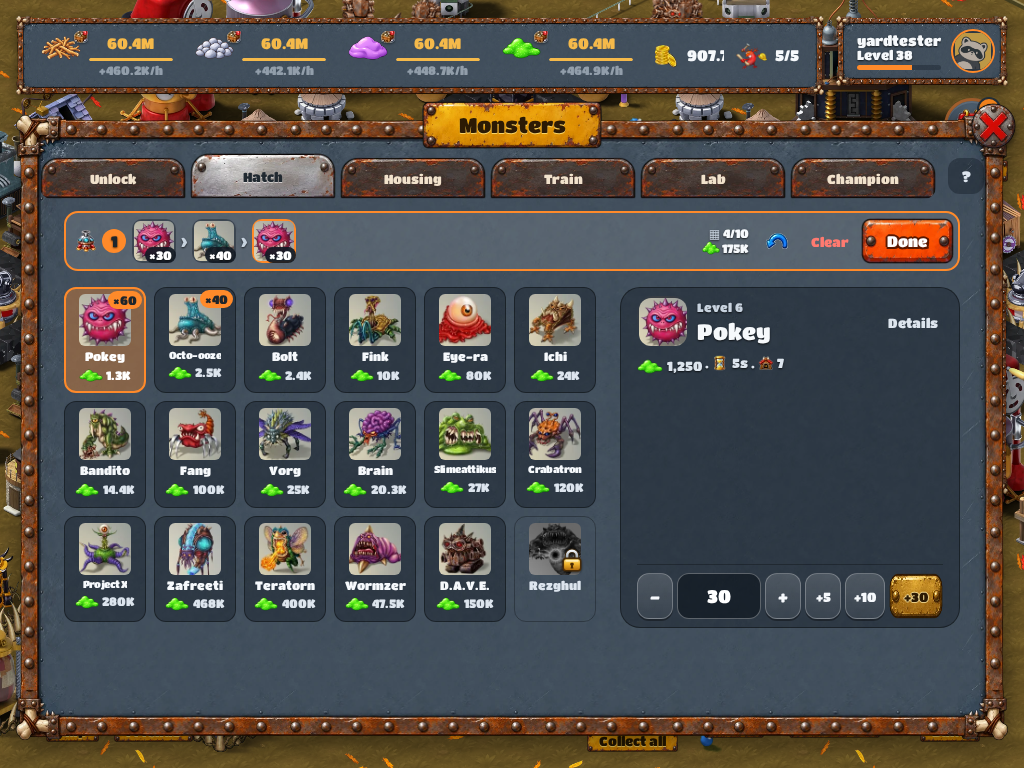 60.4M 60.4M 60.4M 60.4M
+460.2K/h +442.1K/h +448.7K/h +464.9K/h
907.
5/5
yardtester
Level 38
Monsters
Unlock Hatch Housing Train Lab Champion ?
1 ×30 › ×40 › ×30
4/10
175K
Clear Done
×60 ×40
Pokey Octo-ooze Bolt Fink Eye-ra Ichi
1.3K 2.5K 2.4K 10K 80K 24K
Bandito Fang Vorg Brain Slimeattikus Crabatron
14.4K 100K 25K 20.3K 27K 120K
Project X Zafreeti Teratorn Wormzer D.A.V.E. Rezghul
280K 468K 400K 47.5K 150K
Level 6
Pokey
Details
1,250 · 5s · 7
- 30 + +5 +10 +30
Collect all